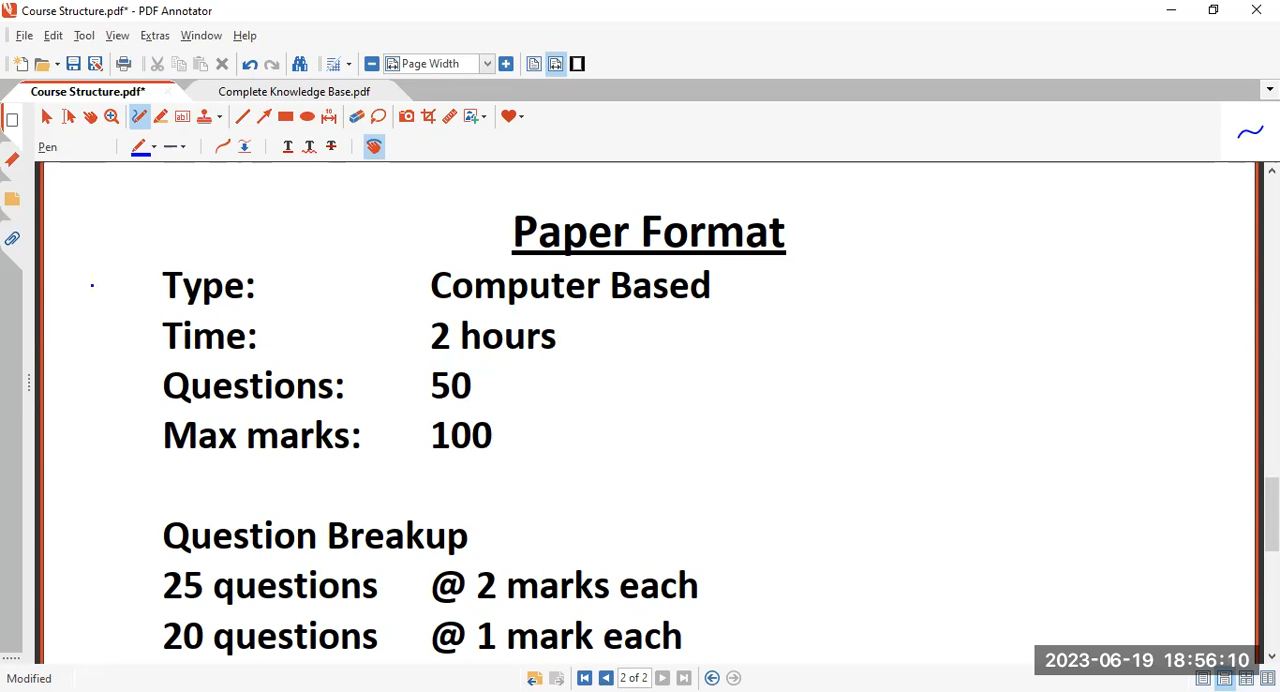 Course Structure.pdf* - PDF Annotator
File Edit Tool View Extras Window Help
Page Width
Course Structure.pdf* Complete Knowledge Base.pdf
Pen
Paper Format
Type: Computer Based
Time: 2 hours
Questions: 50
Max marks: 100
Question Breakup
25 questions @ 2 marks each
20 questions @ 1 mark each
2023-06-19 18:56:10
Modified 2 of 2